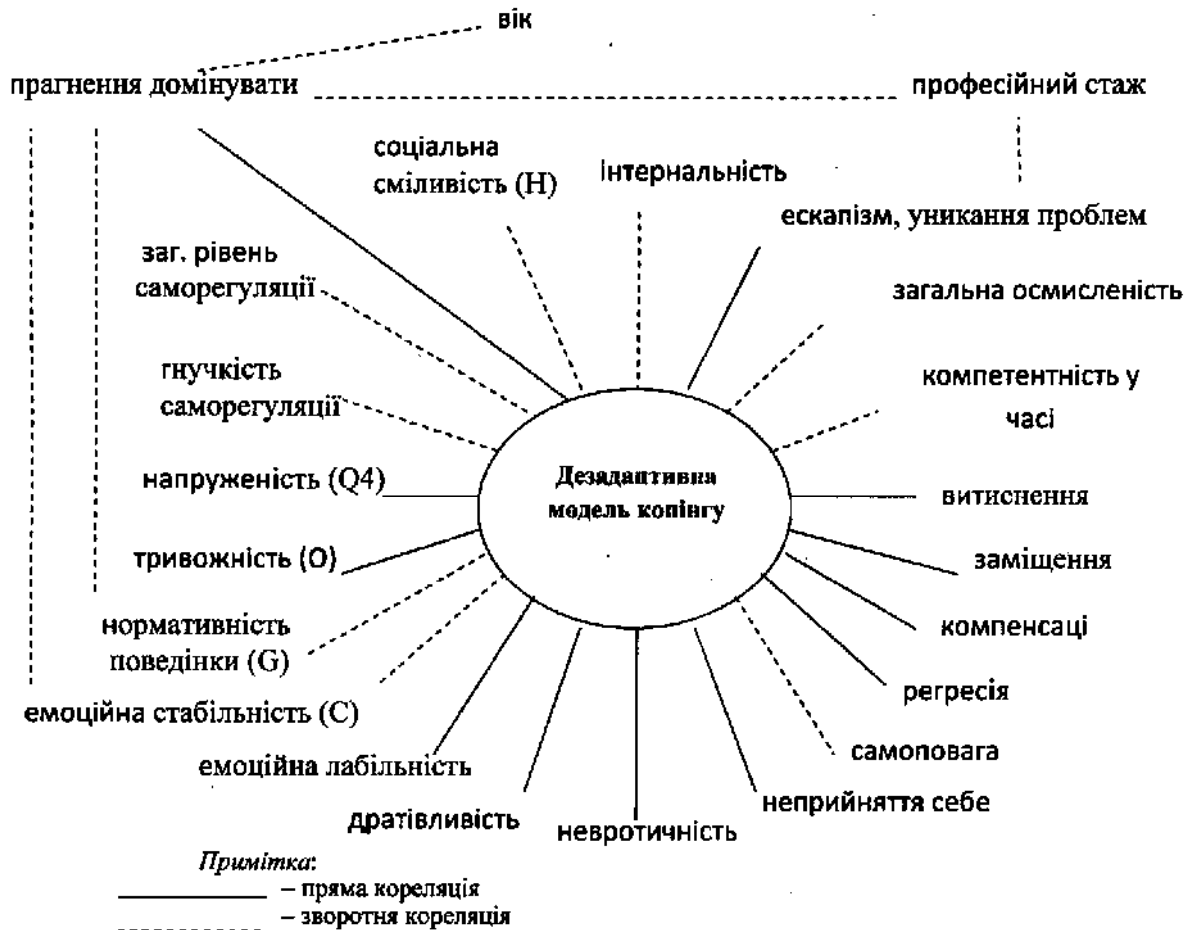 вік
прагнення домінувати
професійний стаж
соціальна
сміливість (Н)
інтернальність
ескапізм, уникання проблем
заг. рівень
саморегуляції
загальна осмисленість
гнучкість
саморегуляції
компетентність у
часі
напруженість (Q4)
Дезадаптивна
модель копінгу
витиснення
тривожність (О)
заміщення
нормативність
поведінки (G)
компенсаці
регресія
емоційна стабільність (С)
самоповага
емоційна лабільність
неприйняття себе
дратівливість
невротичність
Примітка:
– пряма кореляція
– зворотня кореляція